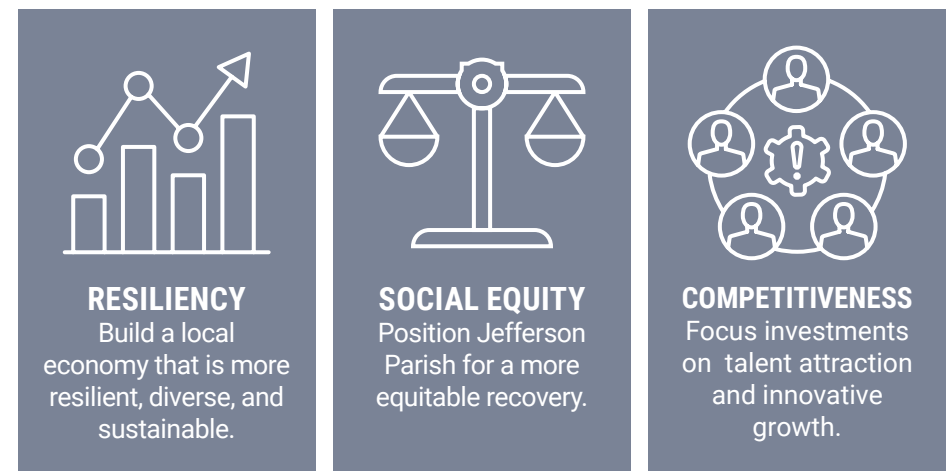 RESILIENCY
Build a local
economy that is more
resilient, diverse, and
sustainable.
SOCIAL EQUITY
Position Jefferson
Parish for a more
equitable recovery.
COMPETITIVENESS
Focus investments
on talent attraction
and innovative
growth.